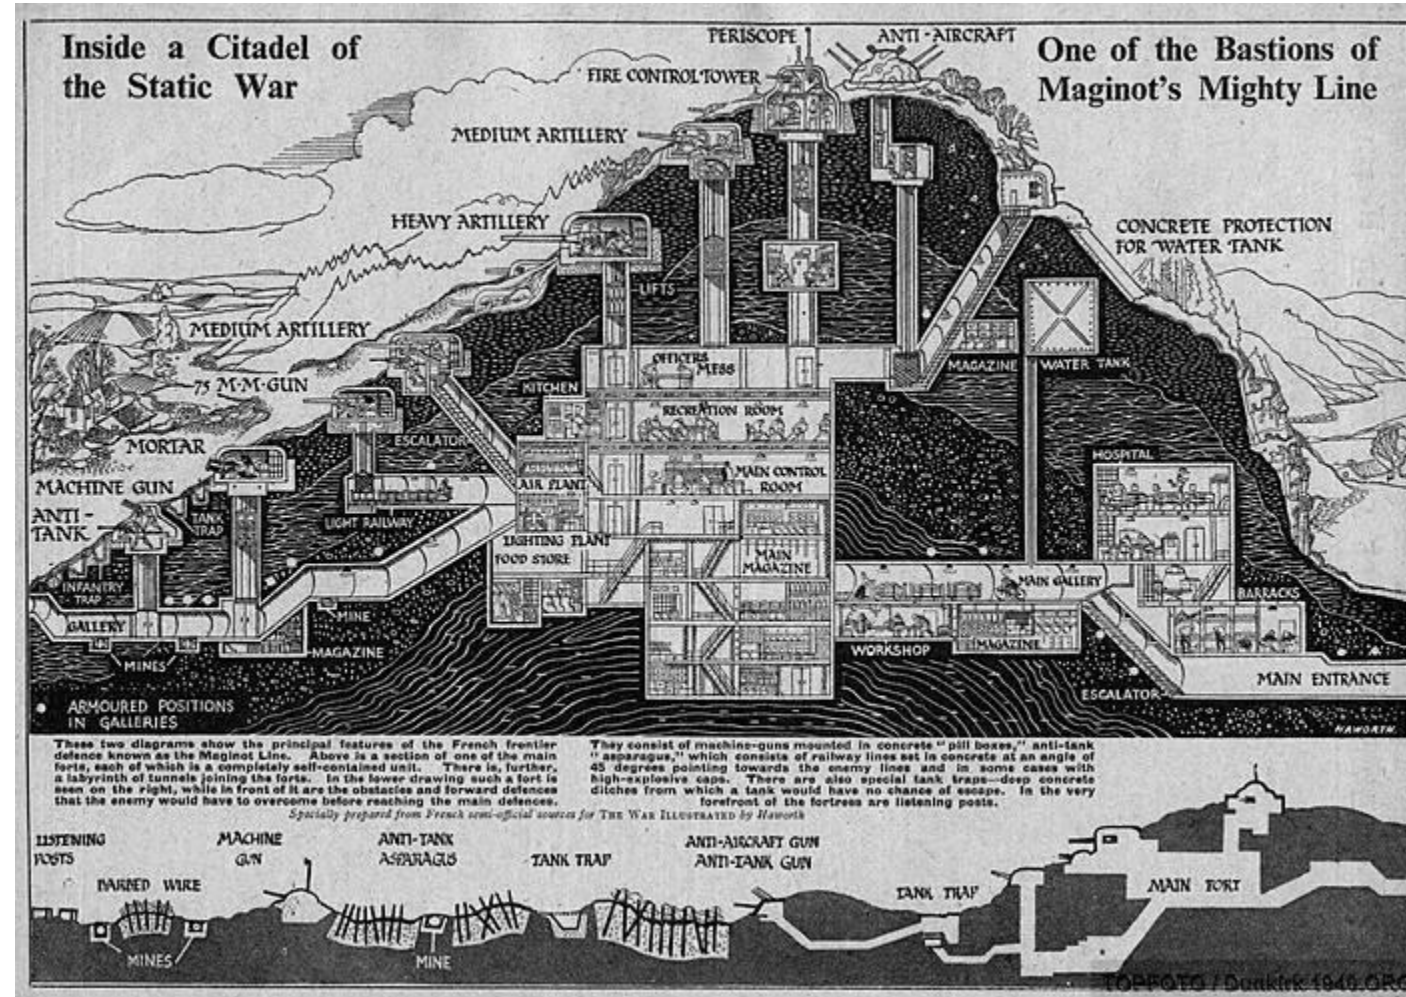 Inside a Citadel of
the Static War
One of the Bastions of
Maginot's Mighty Line
PERISCOPE
ANTI-AIRCRAFT
FIRE CONTROL TOWER
MEDIUM ARTILLERY
HEAVY ARTILLERY
CONCRETE PROTECTION
FOR WATER TANK
LIFTS
MEDIUM ARTILLERY
OFFICERS
MESS
MAGAZINE
WATER TANK
75 M·M·GUN
KITCHEN
RECREATION ROOM
MORTAR
ESCALATOR
HOSPITAL
MAIN CONTROL
ROOM
MACHINE GUN
AIR PLANT
ANTI-
TANK
TANK
TRAP
LIGHT RAILWAY
LIGHTING PLANT
FOOD STORE
MAIN
MAGAZINE
MAIN GALLERY
INFANTRY
TRAP
BARRACKS
GALLERY
MINE
MINES
MAGAZINE
WORKSHOP
MAGAZINE
MAIN ENTRANCE
ESCALATOR
ARMOURED POSITIONS
IN GALLERIES
HAWORTH.
These two diagrams show the principal features of the French frontier
defence known as the Maginot Line. Above is a section of one of the main
forts, each of which is a completely self-contained unit. There is, further,
a labyrinth of tunnels joining the forts. In the lower drawing such a fort is
seen on the right, while in front of it are the obstacles and forward defences
that the enemy would have to overcome before reaching the main defences.
They consist of machine-guns mounted in concrete "pill boxes," anti-tank
"asparagus," which consists of railway lines set in concrete at an angle of
45 degrees pointing towards the enemy lines and in some cases with
high-explosive caps. There are also special tank traps—deep concrete
ditches from which a tank would have no chance of escape. In the very
forefront of the fortress are listening posts.
Specially prepared from French semi-official sources for THE WAR ILLUSTRATED by Haworth
LISTENING
POSTS
MACHINE
GUN
ANTI-TANK
ASPARAGUS
TANK TRAP
ANTI-AIRCRAFT GUN
ANTI-TANK GUN
BARBED WIRE
TANK TRAP
MAIN FORT
MINES
MINE
TOPFOTO / Dunkirk 1940.ORG